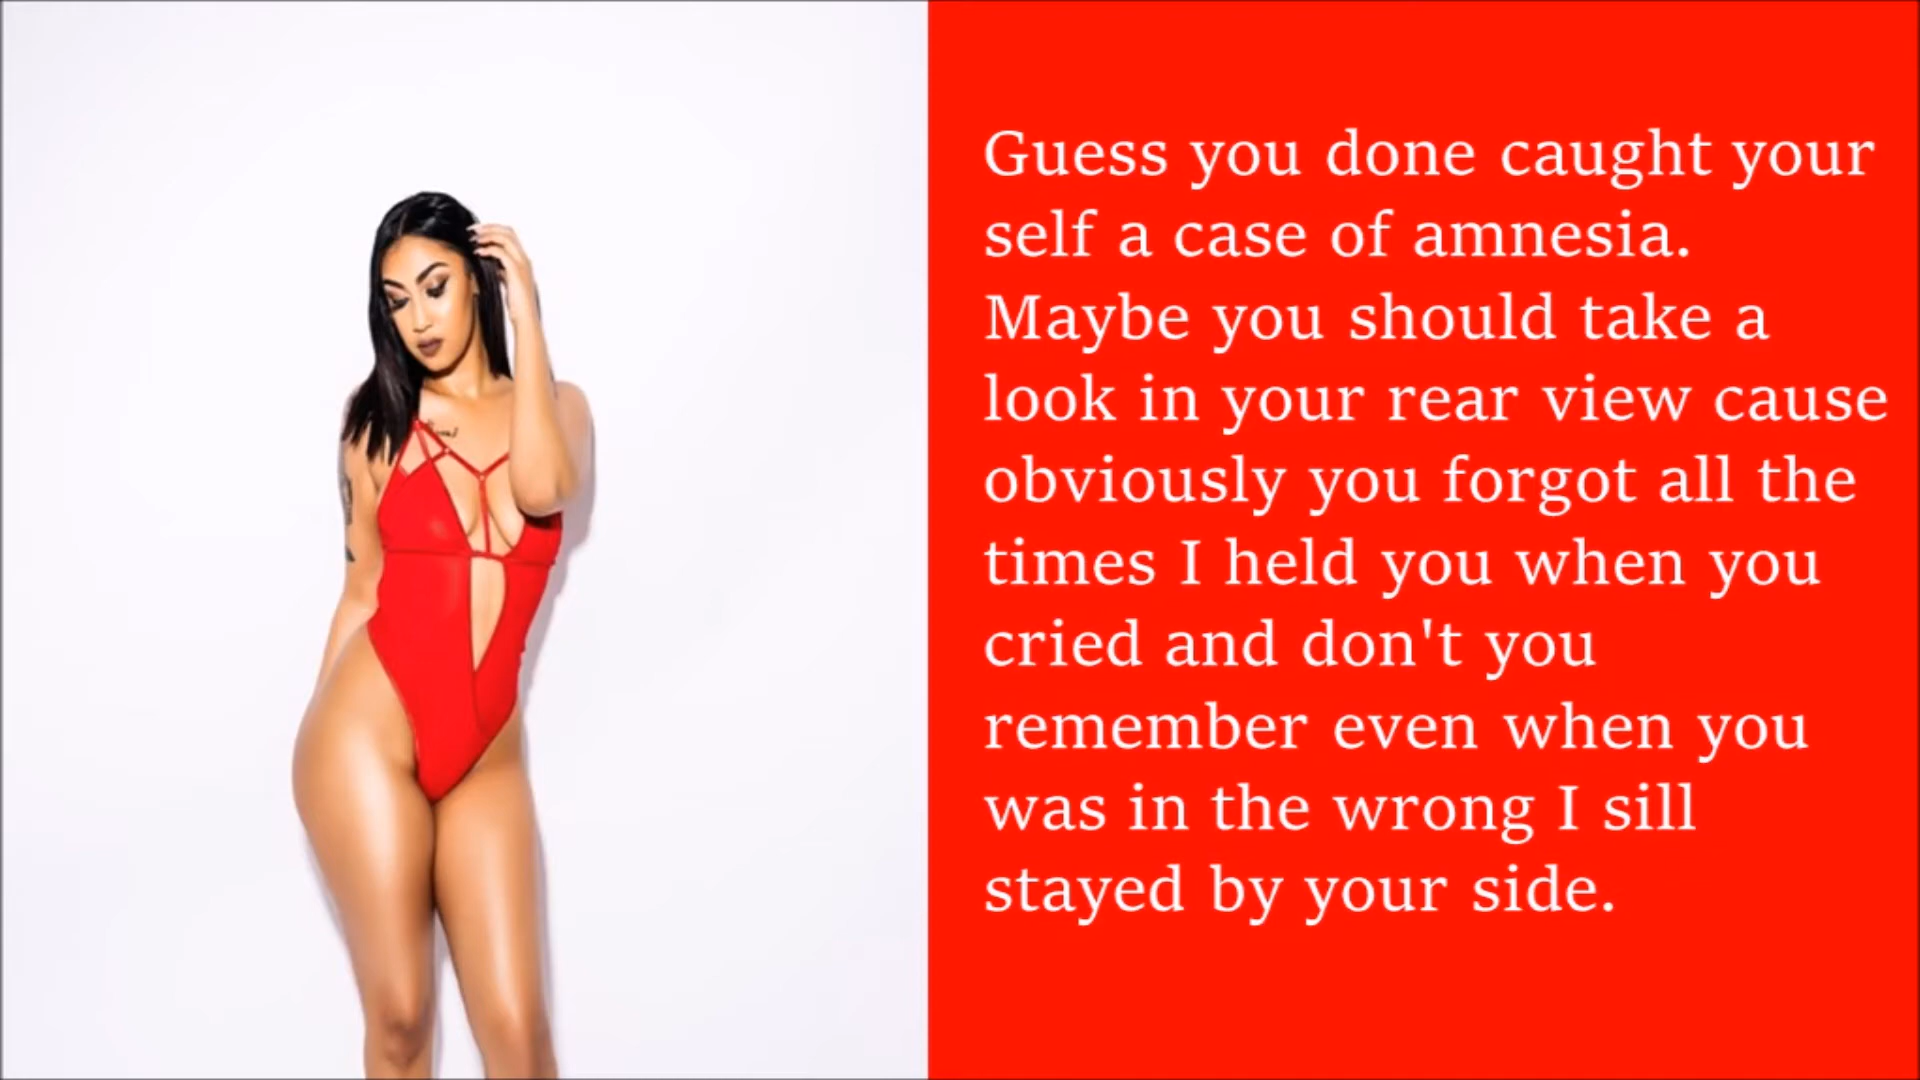 Guess you done caught your
self a case of amnesia.
Maybe you should take a
look in your rear view cause
obviously you forgot all the
times I held you when you
cried and don't you
remember even when you
was in the wrong I sill
stayed by your side.